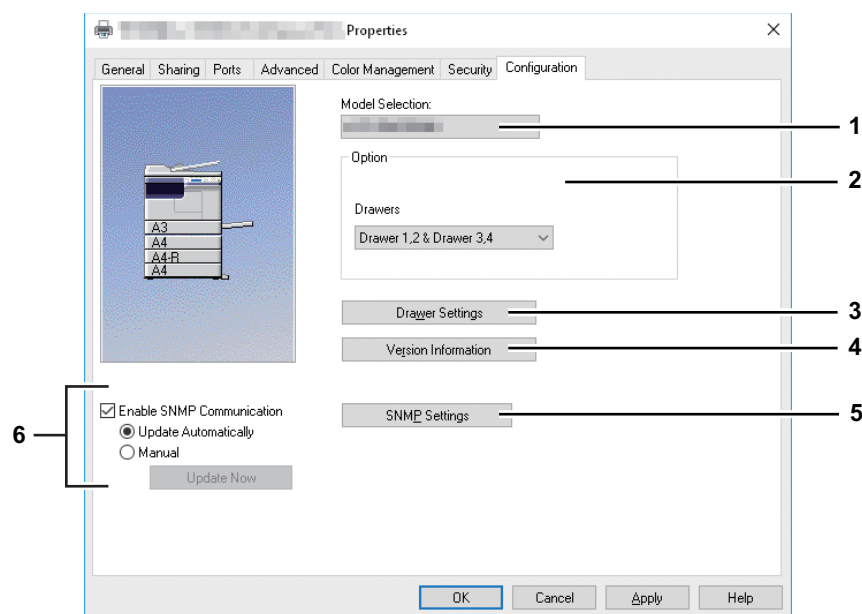 Properties
General Sharing Ports Advanced Color Management Security Configuration
Model Selection:
1
Option
2
Drawers
Drawer 1,2 & Drawer 3,4
A3
A4
A4-R
A4
Drawer Settings
3
Version Information
4
Enable SNMP Communication
SNMP Settings
5
6
Update Automatically
Manual
Update Now
OK Cancel Apply Help